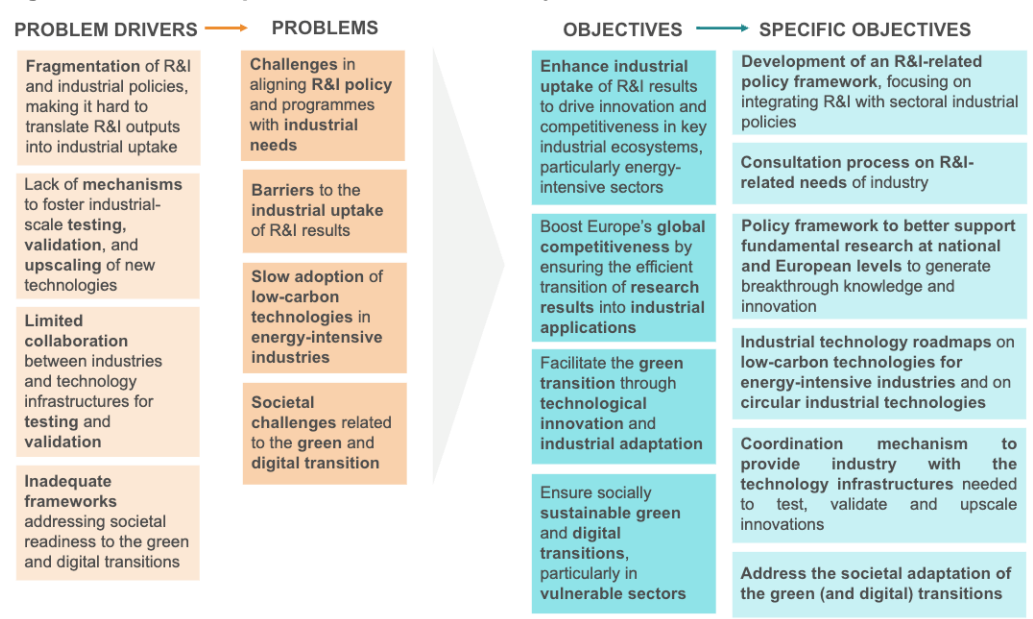 PROBLEM DRIVERS
PROBLEMS
OBJECTIVES
SPECIFIC OBJECTIVES
Fragmentation of R&I
and industrial policies,
making it hard to
translate R&I outputs
into industrial uptake
Lack of mechanisms
to foster industrial-
scale testing,
validation, and
upscaling of new
technologies
Limited
collaboration
between industries
and technology
infrastructures for
testing and
validation
Inadequate
frameworks
addressing societal
readiness to the green
and digital transitions
Challenges in
aligning R&I policy
and programmes
with industrial
needs
Barriers to the
industrial uptake
of R&I results
Slow adoption of
low-carbon
technologies in
energy-intensive
industries
Societal
challenges related
to the green and
digital transition
Enhance industrial
uptake of R&I results
to drive innovation and
competitiveness in key
industrial ecosystems,
particularly energy-
intensive sectors
Boost Europe's global
competitiveness by
ensuring the efficient
transition of research
results into industrial
applications
Facilitate the green
transition through
technological
innovation and
industrial adaptation
Ensure socially
sustainable green
and digital
transitions,
particularly in
vulnerable sectors
Development of an R&I-related
policy framework, focusing on
integrating R&I with sectoral industrial
policies
Consultation process on R&I-
related needs of industry
Policy framework to better support
fundamental research at national
and European levels to generate
breakthrough knowledge and
innovation
Industrial technology roadmaps on
low-carbon technologies for
energy-intensive industries and on
circular industrial technologies
Coordination mechanism to
provide industry with the
technology infrastructures needed
to test, validate and upscale
innovations
Address the societal adaptation of
the green (and digital) transitions